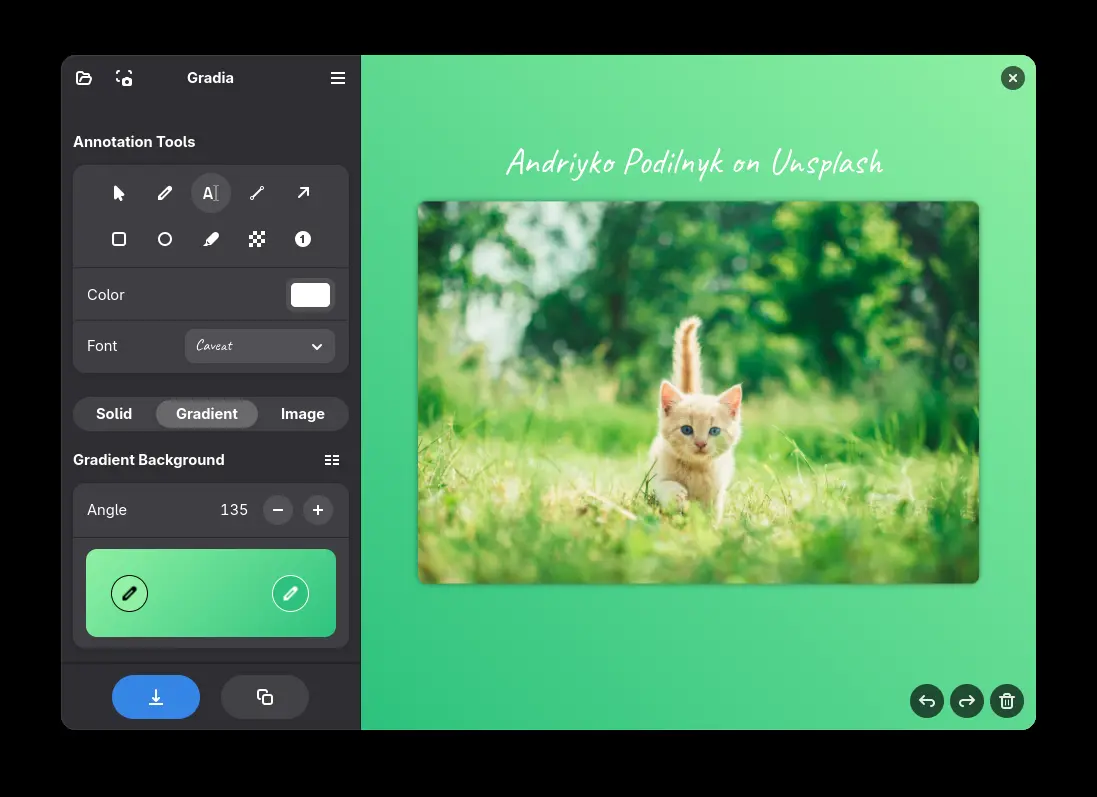 Gradia
Annotation Tools
A
1
Color
Font
Caveat
Solid Gradient Image
Gradient Background
Angle 135
Andriyko Podilnyk on Unsplash